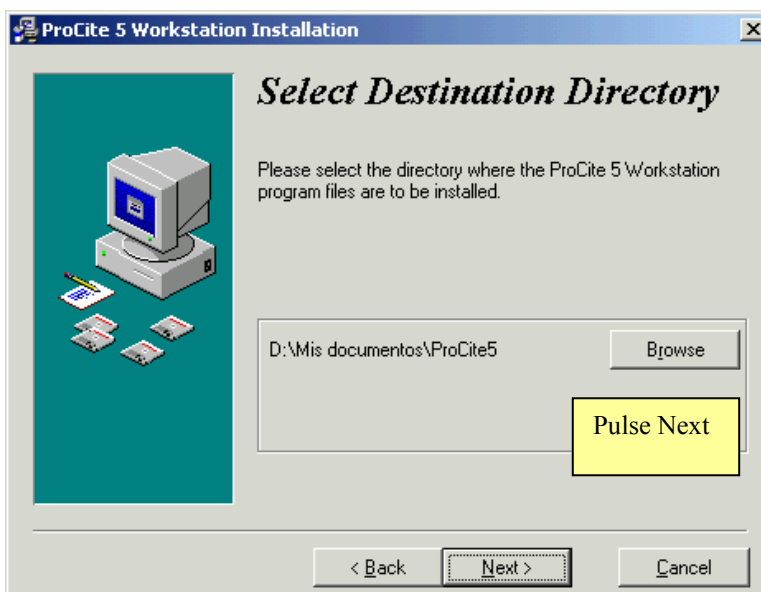 ProCite 5 Workstation Installation
Select Destination Directory
Please select the directory where the ProCite 5 Workstation
program files are to be installed.
D:\Mis documentos\ProCite5
Browse
Pulse Next
< Back
Next >
Cancel